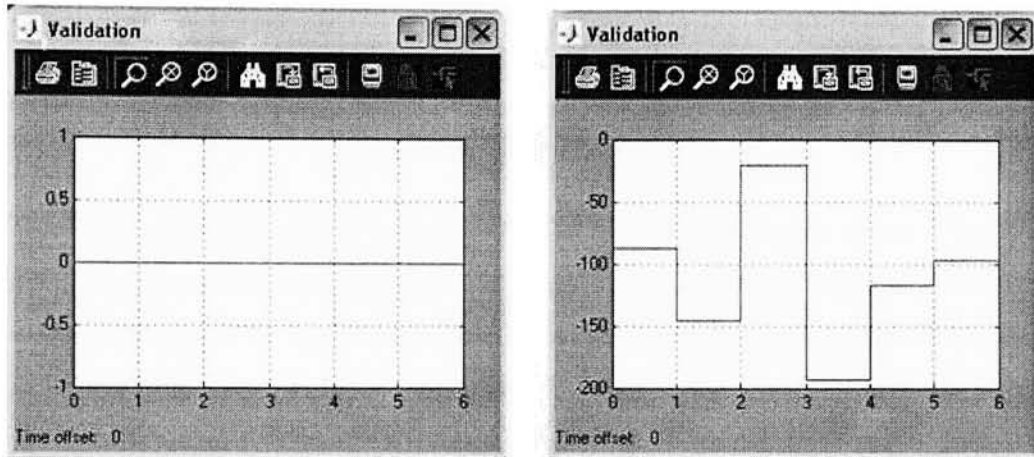 Validation
1
0.5
0
-0.5
-1
0 1 2 3 4 5 6
Time offset: 0
Validation
0
-50
-100
-150
-200
0 1 2 3 4 5 6
Time offset: 0